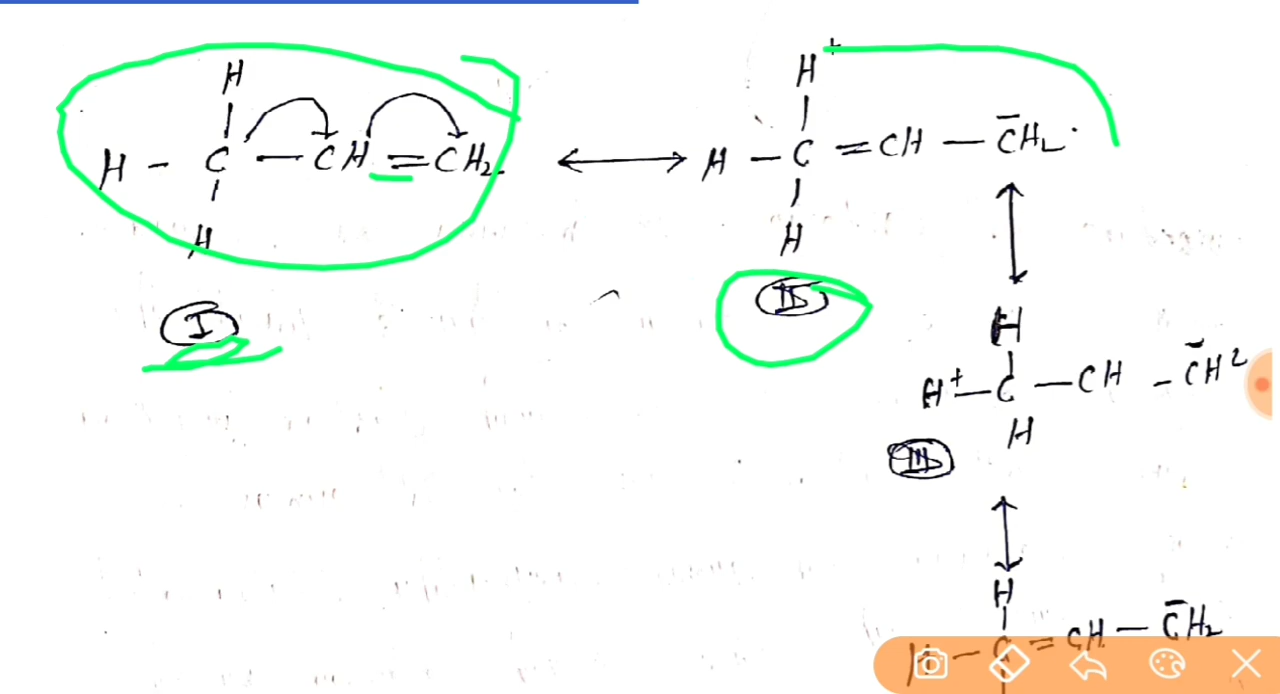 H
H - C - CH = CH2
H
I
H+
H - C = CH - C̄H2
H
II
H
H+ - C - CH - C̄H2
H
III
H
H - C = CH - C̄H2